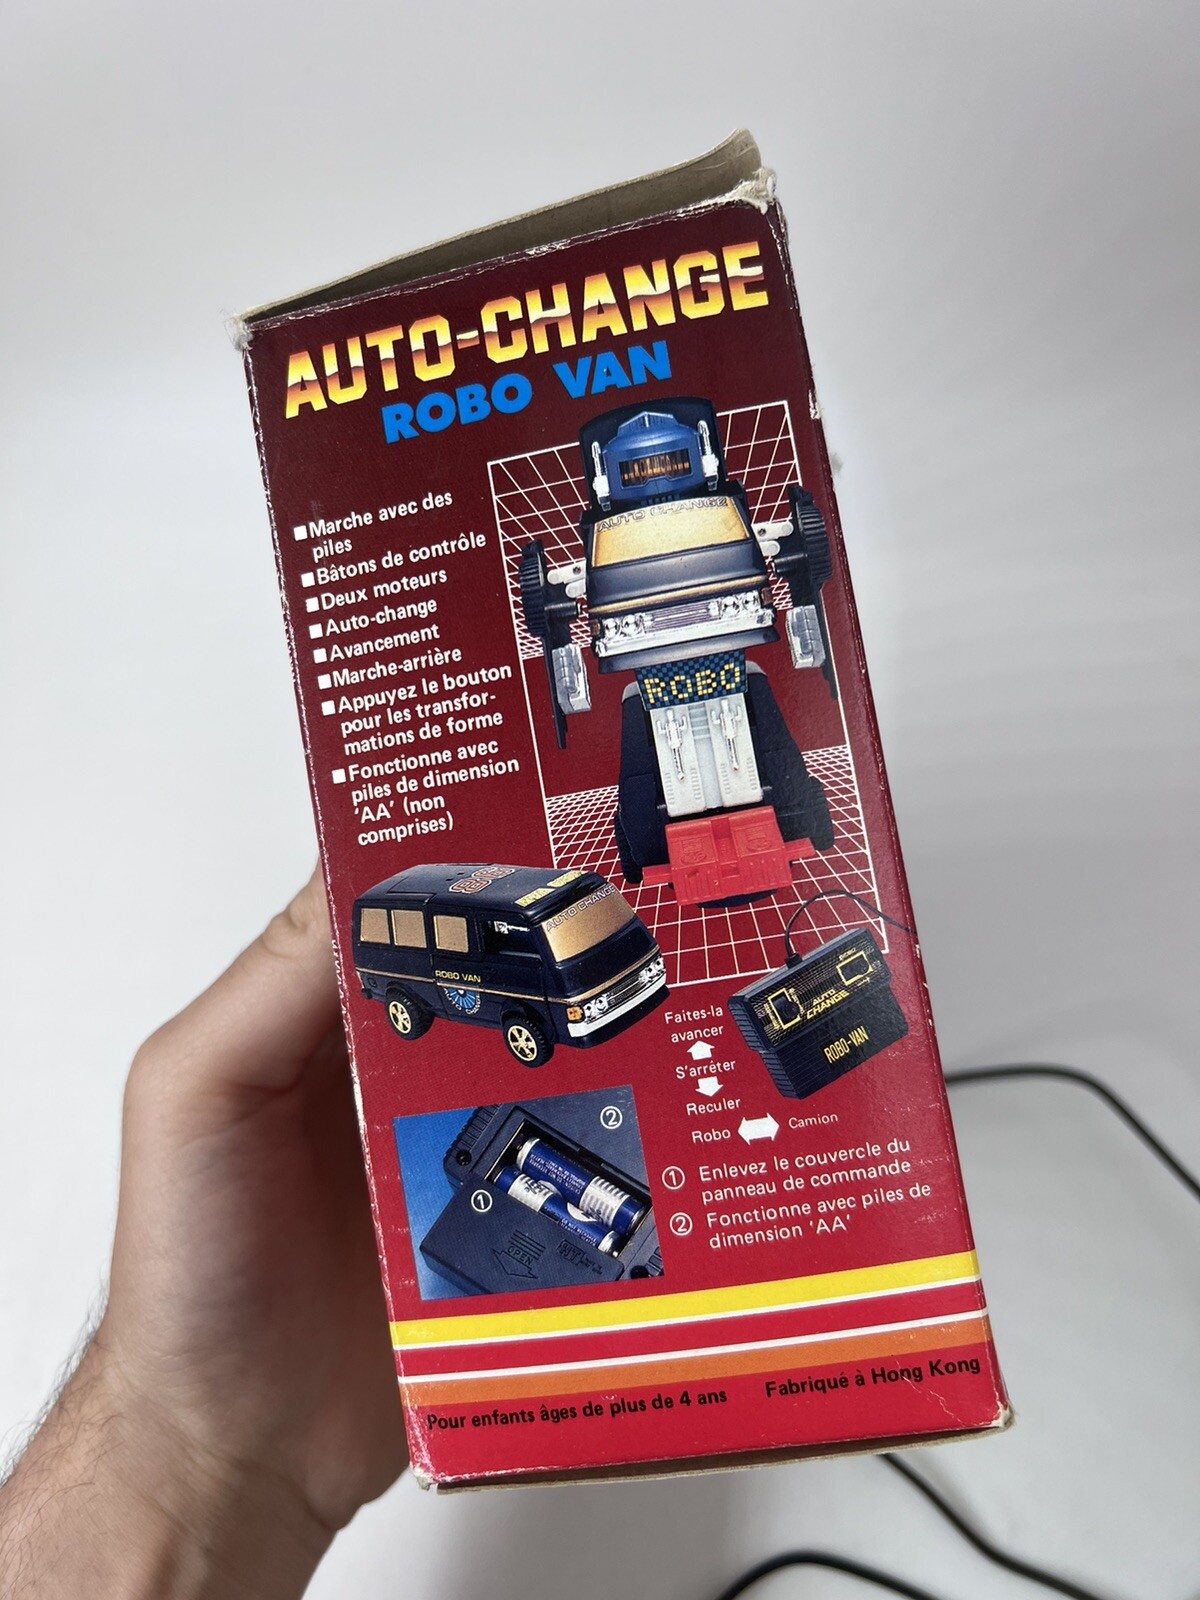 AUTO-CHANGE
ROBO VAN
■Marche avec des
piles
■Bâtons de contrôle
■Deux moteurs
■Auto-change
■Avancement
■Marche-arrière
■Appuyez le bouton
pour les transfor-
mations de forme
■Fonctionne avec
piles de dimension
'AA' (non
comprises)
AUTO CHANGE
ROBO
86
AUTO CHANGE
ROBO VAN
AUTO
CHANGE
ROBO-VAN
Faites-la
avancer
S'arrêter
Reculer
Robo
Camion
①
②
OPEN
① Enlevez le couvercle du
panneau de commande
② Fonctionne avec piles de
dimension 'AA'
Pour enfants âges de plus de 4 ans
Fabriqué à Hong Kong